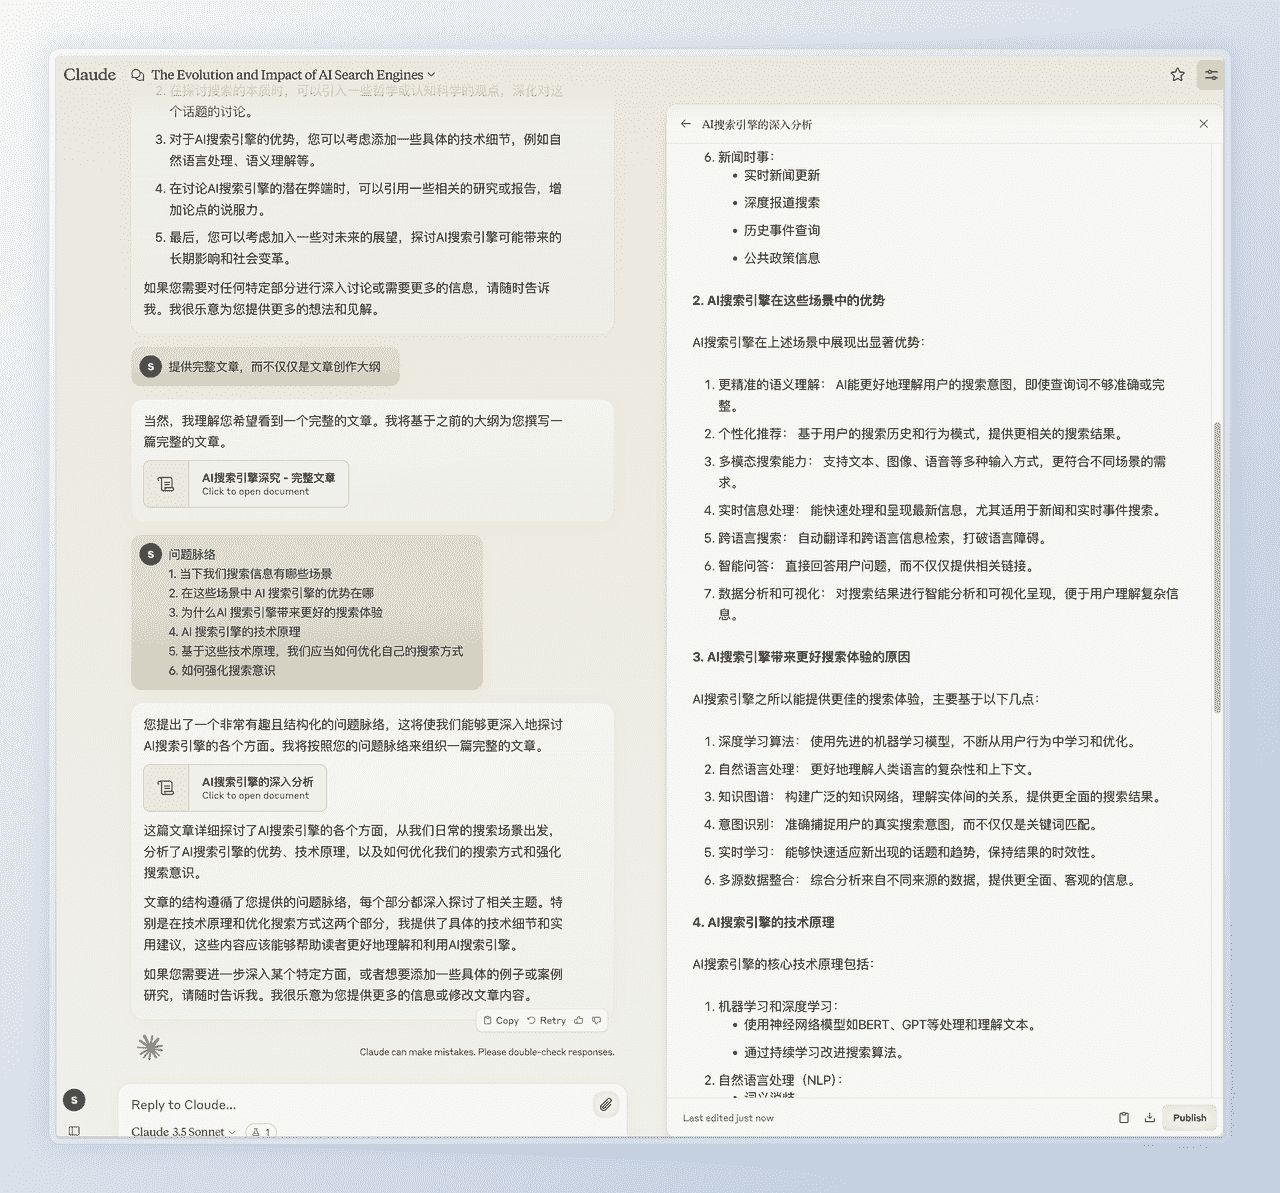 Claude
The Evolution and Impact of AI Search Engines
2. 在探讨搜索的本质时，可以引入一些哲学或认知科学的观点，深化对这
个话题的讨论。
3. 对于AI搜索引擎的优势，您可以考虑添加一些具体的技术细节，例如自
然语言处理、语义理解等。
4. 在讨论AI搜索引擎的潜在弊端时，可以引用一些相关的研究或报告，增
加论点的说服力。
5. 最后，您可以考虑加入一些对未来的展望，探讨AI搜索引擎可能带来的
长期影响和社会变革。
如果您需要对任何特定部分进行深入讨论或需要更多的信息，请随时告诉
我。我很乐意为您提供更多的想法和见解。
S
提供完整文章，而不仅仅是文章创作大纲
当然，我理解您希望看到一个完整的文章。我将基于之前的大纲为您撰写一
篇完整的文章。
AI搜索引擎深究 - 完整文章
Click to open document
S
问题脉络
1. 当下我们搜索信息有哪些场景
2. 在这些场景中 AI 搜索引擎的优势在哪
3. 为什么AI 搜索引擎带来更好的搜索体验
4. AI 搜索引擎的技术原理
5. 基于这些技术原理，我们应当如何优化自己的搜索方式
6. 如何强化搜索意识
您提出了一个非常有趣且结构化的问题脉络，这将使我们能够更深入地探讨
AI搜索引擎的各个方面。我将按照您的问题脉络来组织一篇完整的文章。
AI搜索引擎的深入分析
Click to open document
这篇文章详细探讨了AI搜索引擎的各个方面，从我们日常的搜索场景出发，
分析了AI搜索引擎的优势、技术原理，以及如何优化我们的搜索方式和强化
搜索意识。
文章的结构遵循了您提供的问题脉络，每个部分都深入探讨了相关主题。特
别是在技术原理和优化搜索方式这两个部分，我提供了具体的技术细节和实
用建议，这些内容应该能够帮助读者更好地理解和利用AI搜索引擎。
如果您需要进一步深入某个特定方面，或者想要添加一些具体的例子或案例
研究，请随时告诉我。我很乐意为您提供更多的信息或修改文章内容。
Copy Retry
Claude can make mistakes. Please double-check responses.
S
Reply to Claude...
Claude 3.5 Sonnet 1
AI搜索引擎的深入分析
6. 新闻时事：
• 实时新闻更新
• 深度报道搜索
• 历史事件查询
• 公共政策信息
2. AI搜索引擎在这些场景中的优势
AI搜索引擎在上述场景中展现出显著优势：
1. 更精准的语义理解： AI能更好地理解用户的搜索意图，即使查询词不够准确或完
整。
2. 个性化推荐： 基于用户的搜索历史和行为模式，提供更相关的搜索结果。
3. 多模态搜索能力： 支持文本、图像、语音等多种输入方式，更符合不同场景的需
求。
4. 实时信息处理： 能快速处理和呈现最新信息，尤其适用于新闻和实时事件搜索。
5. 跨语言搜索： 自动翻译和跨语言信息检索，打破语言障碍。
6. 智能问答： 直接回答用户问题，而不仅仅提供相关链接。
7. 数据分析和可视化： 对搜索结果进行智能分析和可视化呈现，便于用户理解复杂信
息。
3. AI搜索引擎带来更好搜索体验的原因
AI搜索引擎之所以能提供更佳的搜索体验，主要基于以下几点：
1. 深度学习算法： 使用先进的机器学习模型，不断从用户行为中学习和优化。
2. 自然语言处理： 更好地理解人类语言的复杂性和上下文。
3. 知识图谱： 构建广泛的知识网络，理解实体间的关系，提供更全面的搜索结果。
4. 意图识别： 准确捕捉用户的真实搜索意图，而不仅仅是关键词匹配。
5. 实时学习： 能够快速适应新出现的话题和趋势，保持结果的时效性。
6. 多源数据整合： 综合分析来自不同来源的数据，提供更全面、客观的信息。
4. AI搜索引擎的技术原理
AI搜索引擎的核心技术原理包括：
1. 机器学习和深度学习：
• 使用神经网络模型如BERT、GPT等处理和理解文本。
• 通过持续学习改进搜索算法。
2. 自然语言处理（NLP）：
• 词义消歧
Last edited just now
Publish